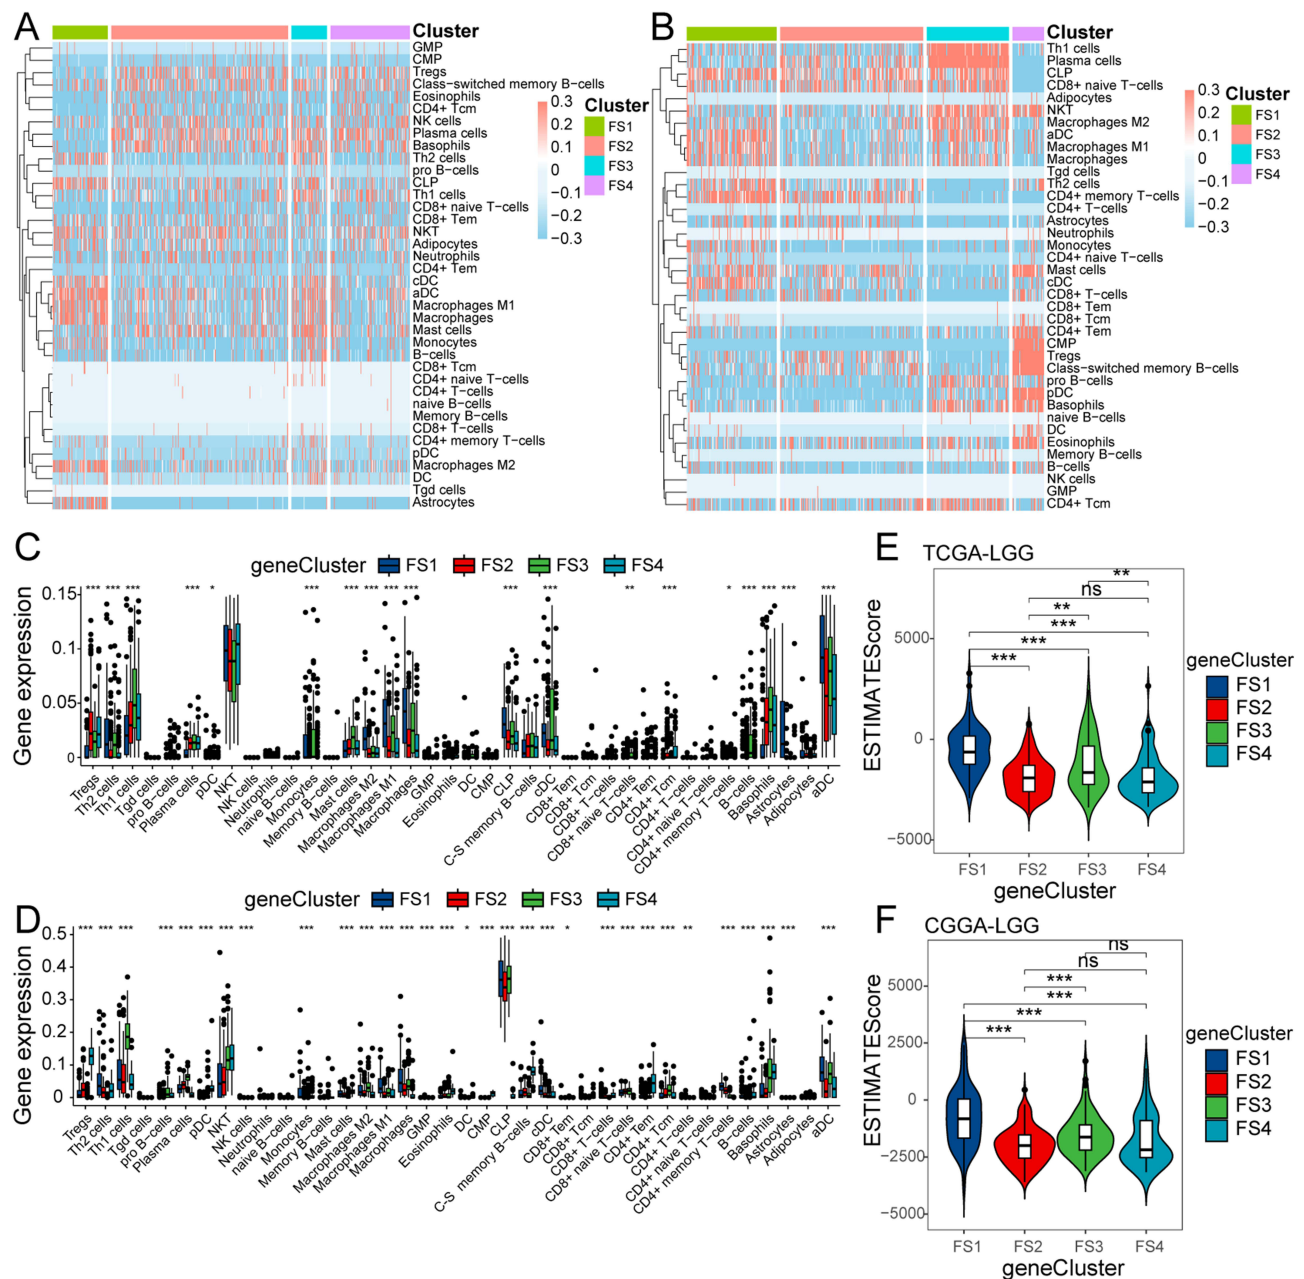 A
Cluster
GMP
CMP
Tregs
Class−switched memory B−cells
Eosinophils
CD4+ Tcm
NK cells
Plasma cells
Basophils
Th2 cells
pro B−cells
CLP
Th1 cells
CD8+ naive T−cells
CD8+ Tem
NKT
Adipocytes
Neutrophils
CD4+ Tem
cDC
aDC
Macrophages M1
Macrophages
Mast cells
Monocytes
B−cells
CD8+ Tcm
CD4+ naive T−cells
CD4+ T−cells
naive B−cells
Memory B−cells
CD8+ T−cells
CD4+ memory T−cells
pDC
Macrophages M2
DC
Tgd cells
Astrocytes
0.3
0.2
0.1
0
−0.1
−0.2
−0.3
Cluster
FS1
FS2
FS3
FS4
B
Cluster
Th1 cells
Plasma cells
CLP
CD8+ naive T−cells
Adipocytes
NKT
Macrophages M2
aDC
Macrophages M1
Macrophages
Tgd cells
Th2 cells
CD4+ memory T−cells
CD4+ T−cells
Astrocytes
Neutrophils
Monocytes
CD4+ naive T−cells
Mast cells
cDC
CD8+ T−cells
CD8+ Tem
CD8+ Tcm
CD4+ Tem
CMP
Tregs
Class−switched memory B−cells
pro B−cells
pDC
Basophils
naive B−cells
DC
Eosinophils
Memory B−cells
B−cells
NK cells
GMP
CD4+ Tcm
0.3
0.2
0.1
0
−0.1
−0.2
−0.3
Cluster
FS1
FS2
FS3
FS4
C
geneCluster FS1 FS2 FS3 FS4
*** *** *** *** * *** *** *** *** *** *** *** ** *** * *** *** *** ***
Gene expression
0.15
0.1
0.05
0
Tregs
Th2 cells
Th1 cells
Tgd cells
pro B−cells
Plasma cells
pDC
NKT
NK cells
Neutrophils
naive B−cells
Monocytes
Memory B−cells
Mast cells
Macrophages M2
Macrophages M1
Macrophages
GMP
Eosinophils
DC
CMP
CLP
C-S memory B−cells
cDC
CD8+ Tem
CD8+ Tcm
CD8+ T−cells
CD8+ naive T−cells
CD4+ Tem
CD4+ Tcm
CD4+ T−cells
CD4+ naive T−cells
CD4+ memory T−cells
B−cells
Basophils
Astrocytes
Adipocytes
aDC
D
geneCluster FS1 FS2 FS3 FS4
*** *** *** *** *** *** *** *** *** *** *** *** *** *** *** * *** *** *** *** * *** *** *** *** ** *** *** *** *** ***
Gene expression
0.5
0.4
0.3
0.2
0.1
0
Tregs
Th2 cells
Th1 cells
Tgd cells
pro B−cells
Plasma cells
pDC
NKT
NK cells
Neutrophils
naive B−cells
Monocytes
Memory B−cells
Mast cells
Macrophages M2
Macrophages M1
Macrophages
GMP
Eosinophils
DC
CMP
CLP
C-S memory B−cells
cDC
CD8+ Tem
CD8+ Tcm
CD8+ T−cells
CD8+ naive T−cells
CD4+ Tem
CD4+ Tcm
CD4+ T−cells
CD4+ naive T−cells
CD4+ memory T−cells
B−cells
Basophils
Astrocytes
Adipocytes
aDC
E
TCGA-LGG
**
ns
**
***
***
***
ESTIMATEScore
5000
0
−5000
FS1 FS2 FS3 FS4
geneCluster
geneCluster
FS1
FS2
FS3
FS4
F
CGGA-LGG
ns
ns
***
***
***
***
ESTIMATEScore
5000
2500
0
−2500
−5000
FS1 FS2 FS3 FS4
geneCluster
geneCluster
FS1
FS2
FS3
FS4